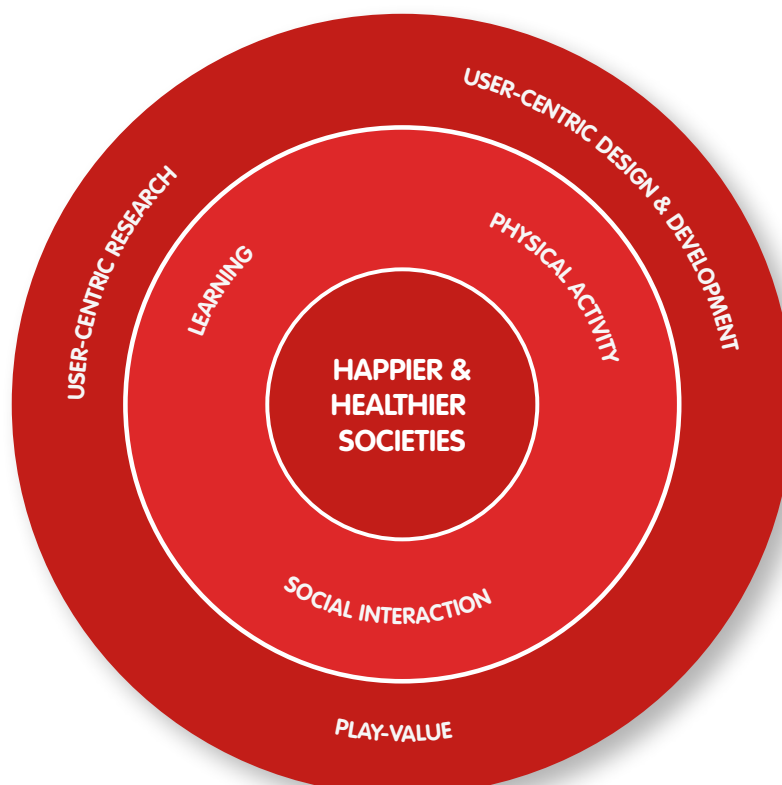 USER-CENTRIC DESIGN & DEVELOPMENT
USER-CENTRIC RESEARCH
PHYSICAL ACTIVITY
LEARNING
HAPPIER &
HEALTHIER
SOCIETIES
SOCIAL INTERACTION
PLAY-VALUE